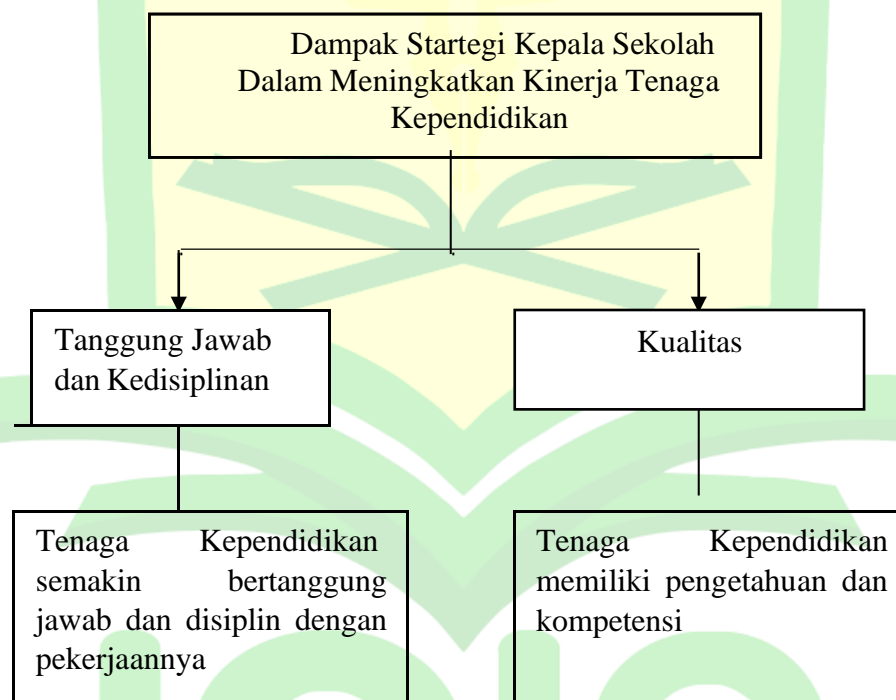 Dampak Startegi Kepala Sekolah
Dalam Meningkatkan Kinerja Tenaga
Kependidikan
Tanggung Jawab
dan Kedisiplinan
Kualitas
Tenaga Kependidikan
semakin bertanggung
jawab dan disiplin dengan
pekerjaannya
Tenaga Kependidikan
memiliki pengetahuan dan
kompetensi